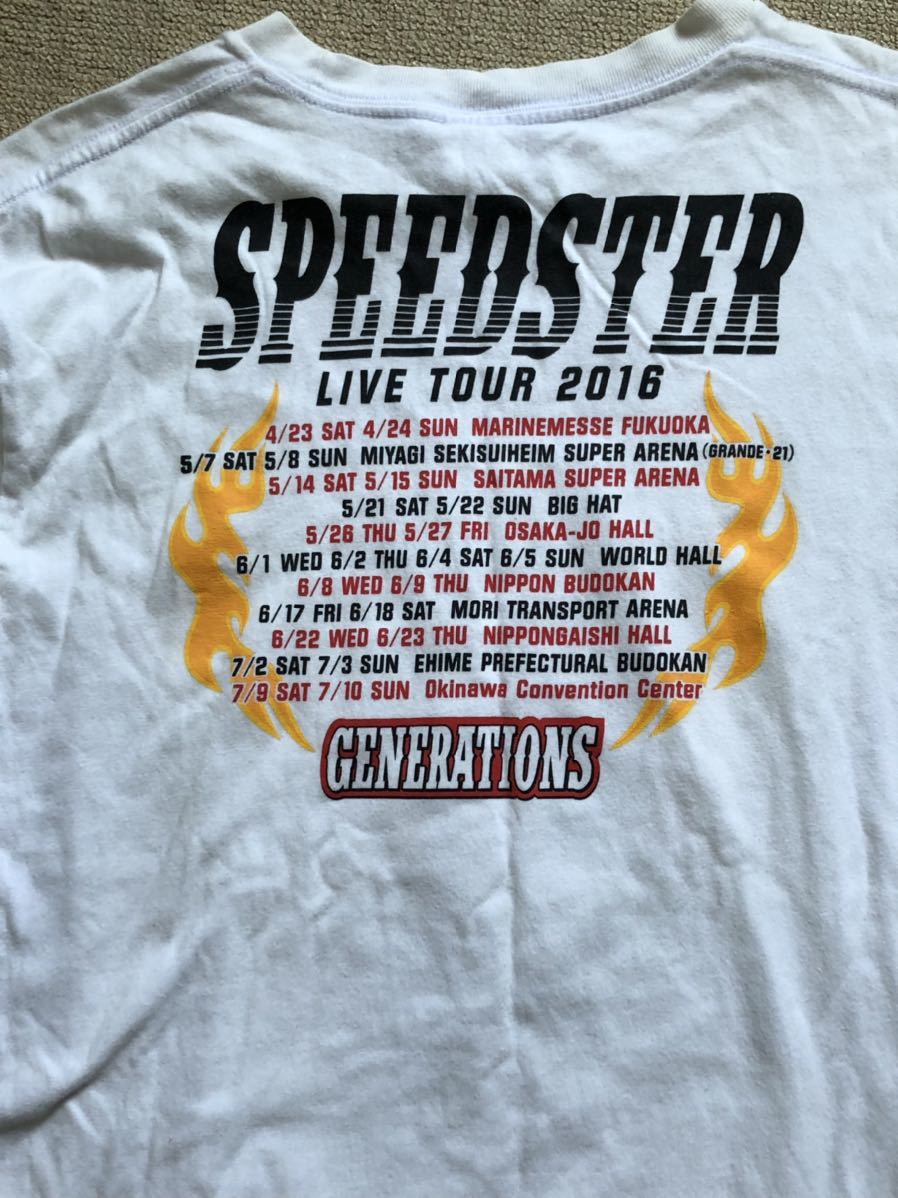 SPEEDSTER
LIVE TOUR 2016
4/23 SAT 4/24 SUN MARINEMESSE FUKUOKA
5/7 SAT 5/8 SUN MIYAGI SEKISUIHEIM SUPER ARENA (GRANDE・21)
5/14 SAT 5/15 SUN SAITAMA SUPER ARENA
5/21 SAT 5/22 SUN BIG HAT
5/26 THU 5/27 FRI OSAKA-JO HALL
6/1 WED 6/2 THU 6/4 SAT 6/5 SUN WORLD HALL
6/8 WED 6/9 THU NIPPON BUDOKAN
6/17 FRI 6/18 SAT MORI TRANSPORT ARENA
6/22 WED 6/23 THU NIPPONGAISHI HALL
7/2 SAT 7/3 SUN EHIME PREFECTURAL BUDOKAN
7/9 SAT 7/10 SUN Okinawa Convention Center
GENERATIONS